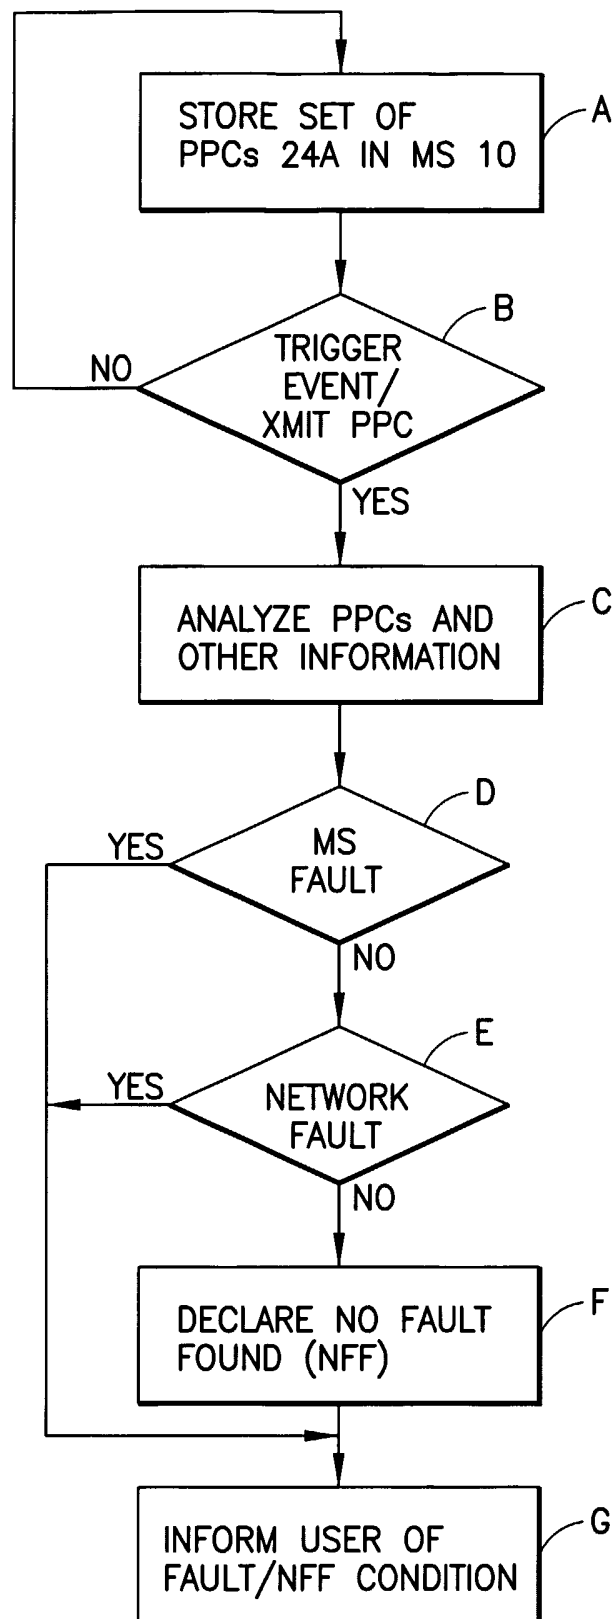 STORE SET OF
PPCs 24A IN MS 10
A
B
TRIGGER
EVENT/
XMIT PPC
NO
YES
C
ANALYZE PPCs AND
OTHER INFORMATION
D
YES
MS
FAULT
NO
E
YES
NETWORK
FAULT
NO
F
DECLARE NO FAULT
FOUND (NFF)
G
INFORM USER OF
FAULT/NFF CONDITION